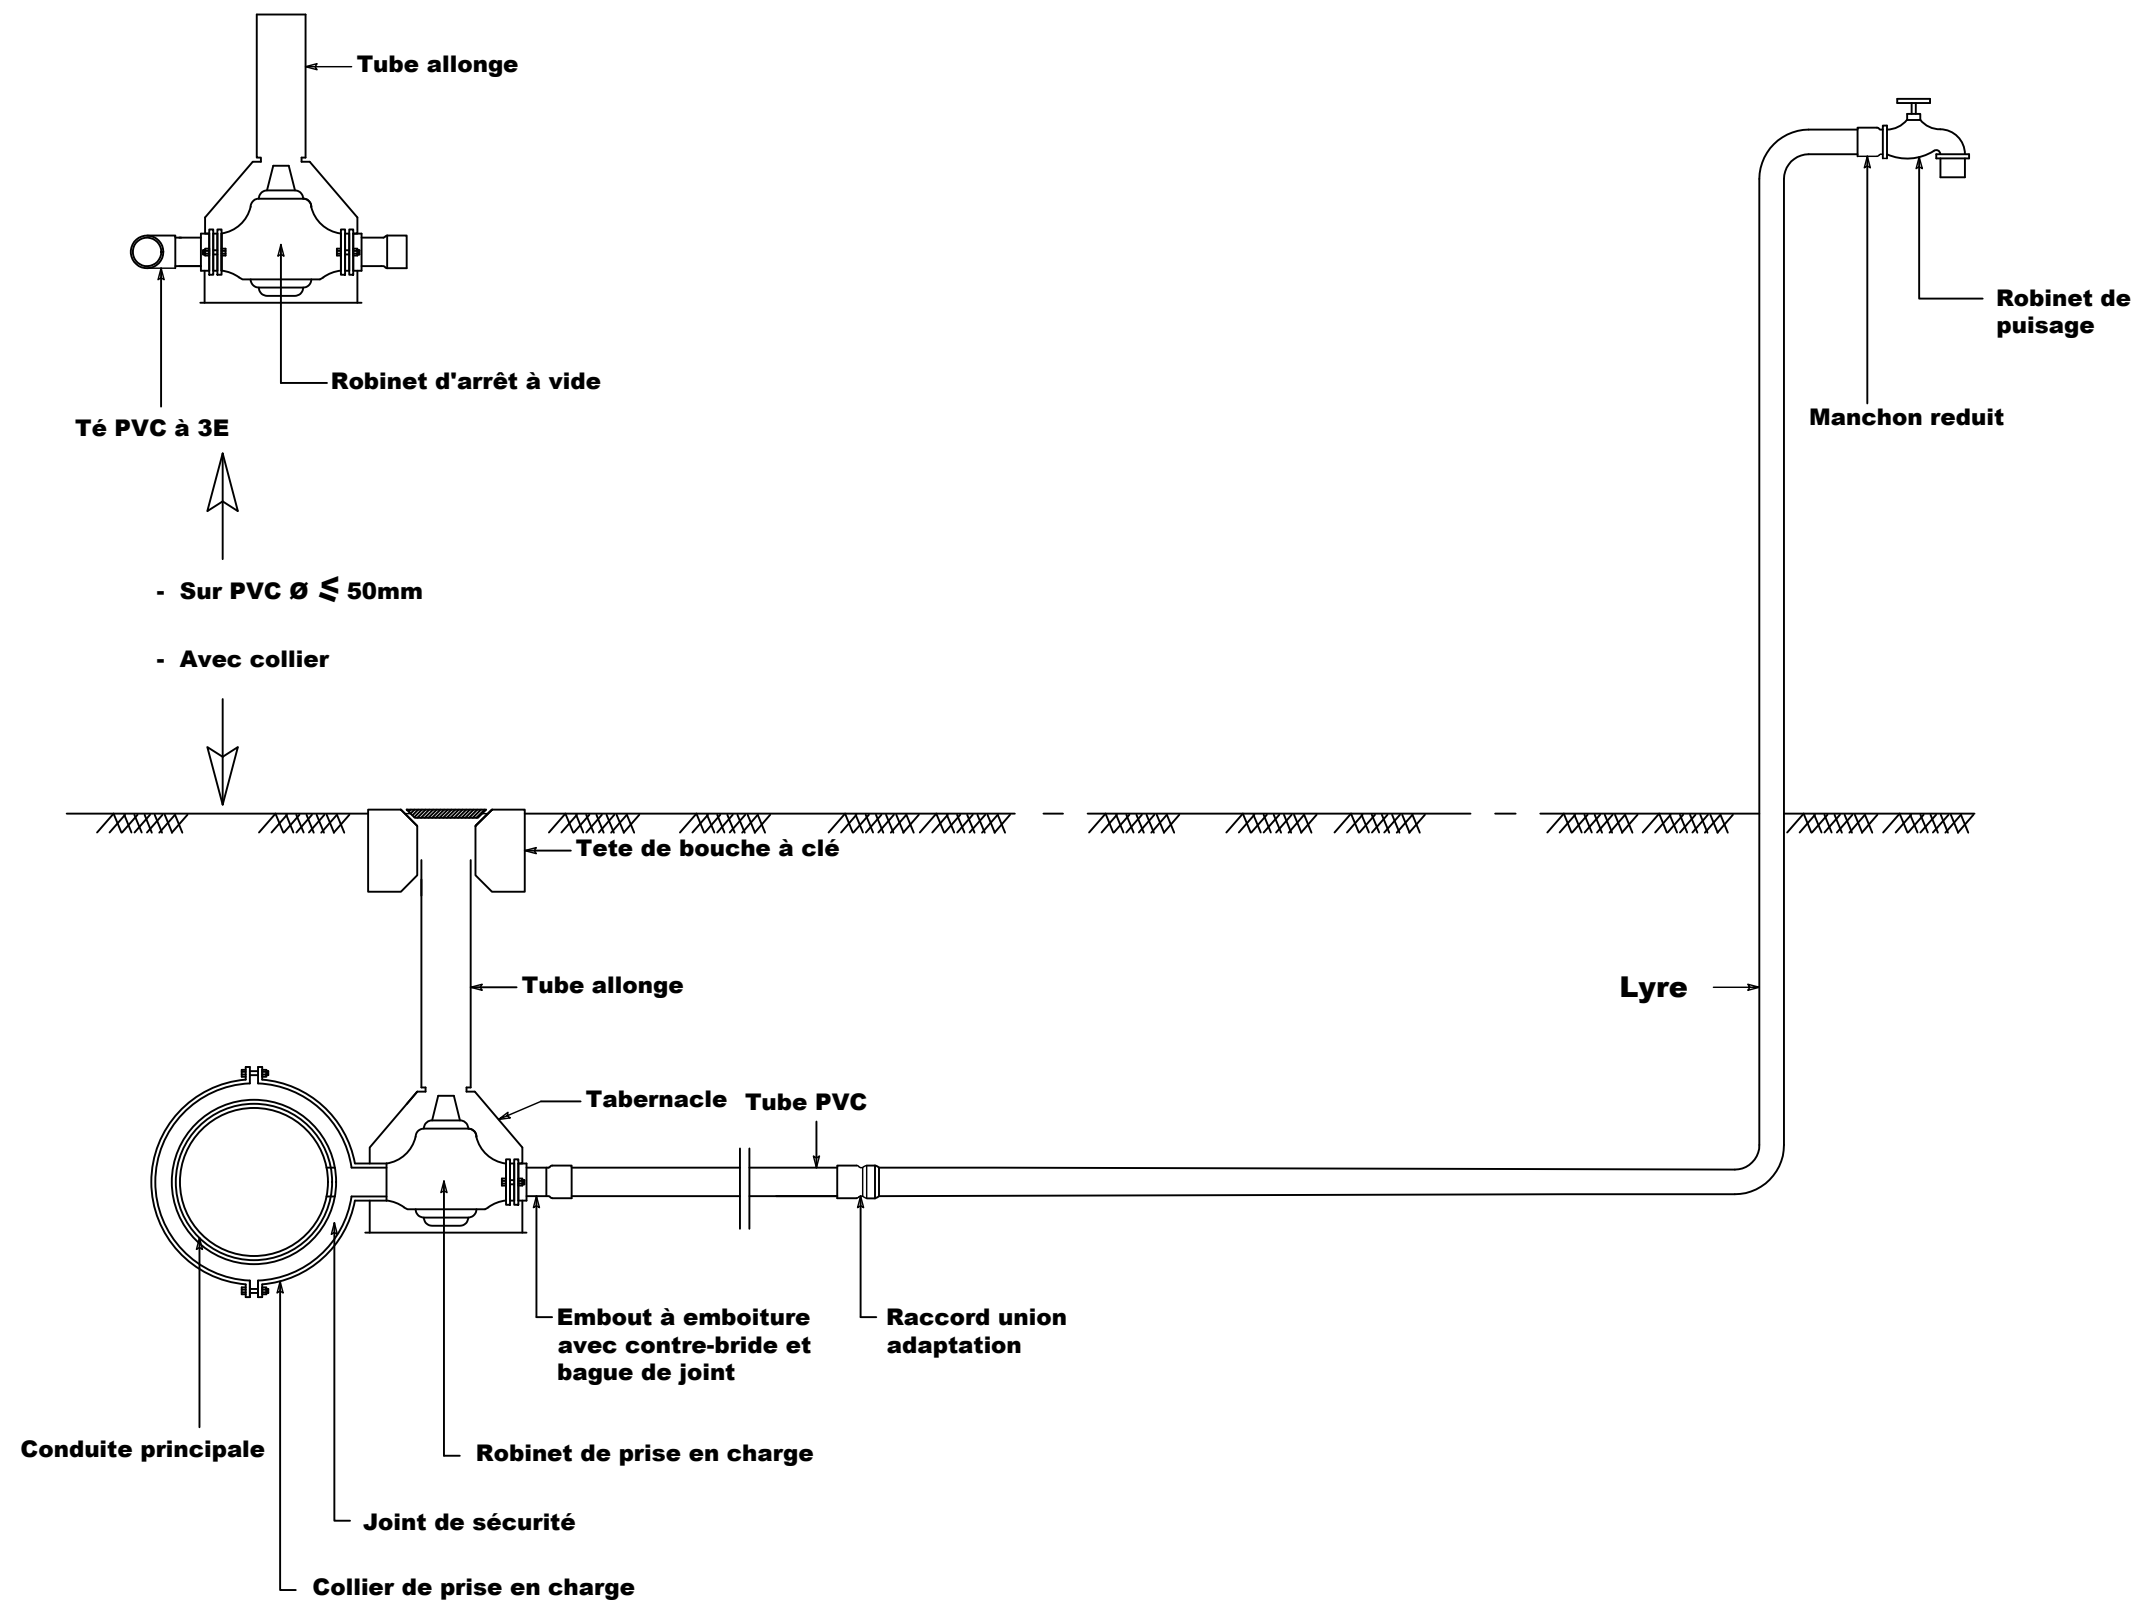 Tube allonge
Robinet de
puisage
Robinet d'arrêt à vide
Manchon reduit
Té PVC à 3E
- Sur PVC Ø ≤ 50mm
- Avec collier
Tete de bouche à clé
Tube allonge
Lyre
Tabernacle
Tube PVC
Embout à emboiture
avec contre-bride et
bague de joint
Raccord union
adaptation
Conduite principale
Robinet de prise en charge
Joint de sécurité
Collier de prise en charge